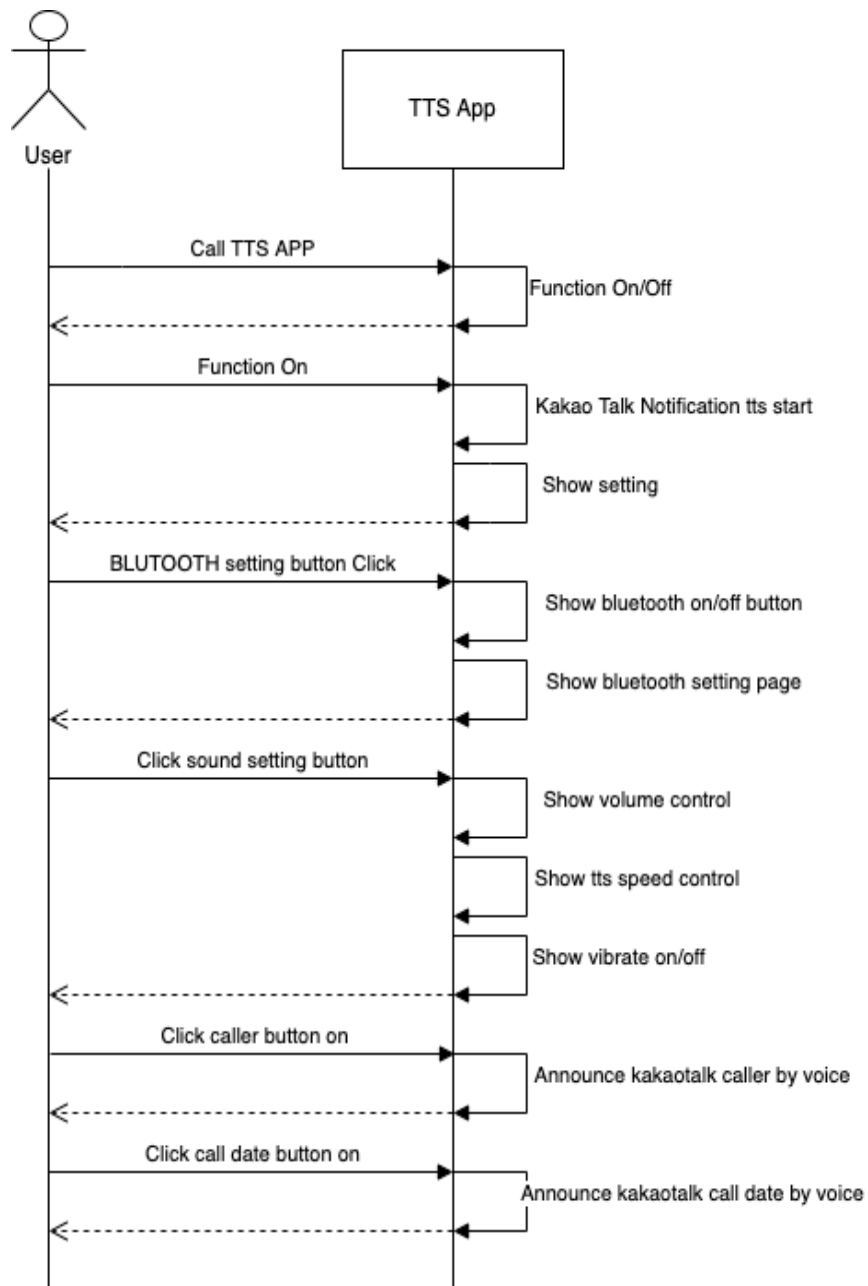 TTS App
User
Call TTS APP
Function On/Off
Function On
Kakao Talk Notification tts start
Show setting
BLUTOOTH setting button Click
Show bluetooth on/off button
Show bluetooth setting page
Click sound setting button
Show volume control
Show tts speed control
Show vibrate on/off
Click caller button on
Announce kakaotalk caller by voice
Click call date button on
Announce kakaotalk call date by voice